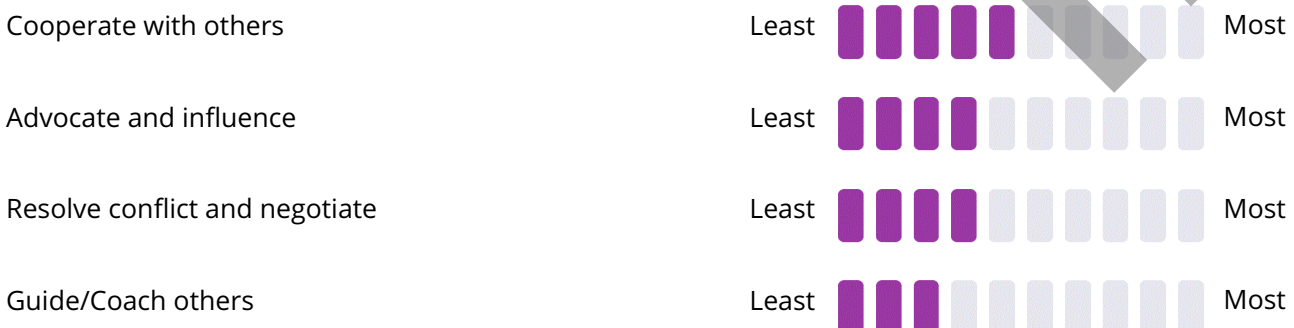 Cooperate with others Least Most
Advocate and influence Least Most
Resolve conflict and negotiate Least Most
Guide/Coach others Least Most